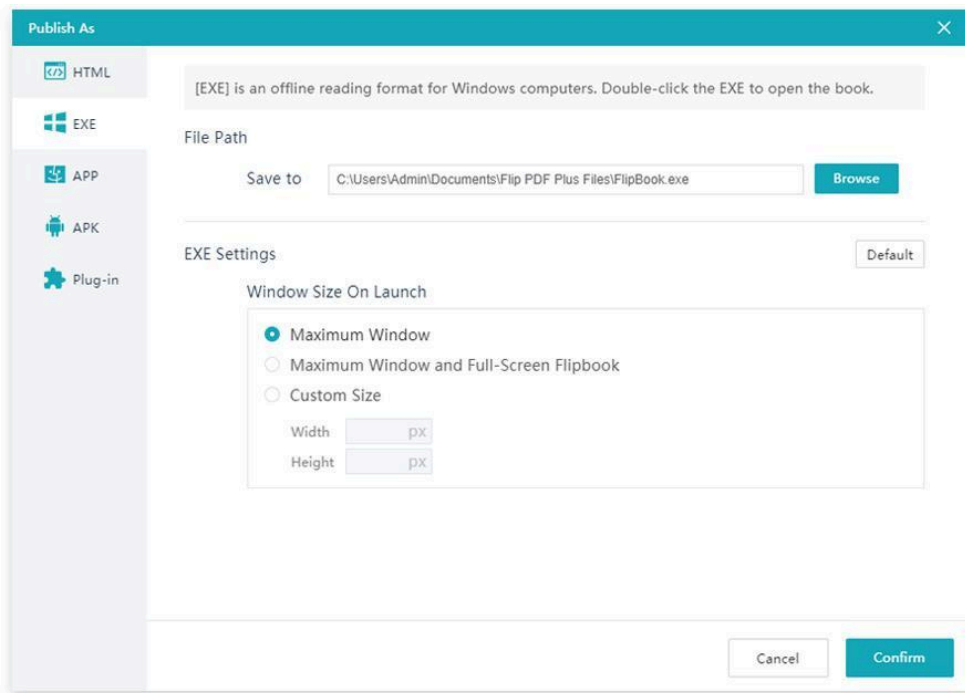 Publish As
HTML
EXE
APP
APK
Plug-in
[EXE] is an offline reading format for Windows computers. Double-click the EXE to open the book.
File Path
Save to C:\Users\Admin\Documents\Flip PDF Plus Files\FlipBook.exe Browse
EXE Settings Default
Window Size On Launch
Maximum Window
Maximum Window and Full-Screen Flipbook
Custom Size
Width px
Height px
Cancel Confirm